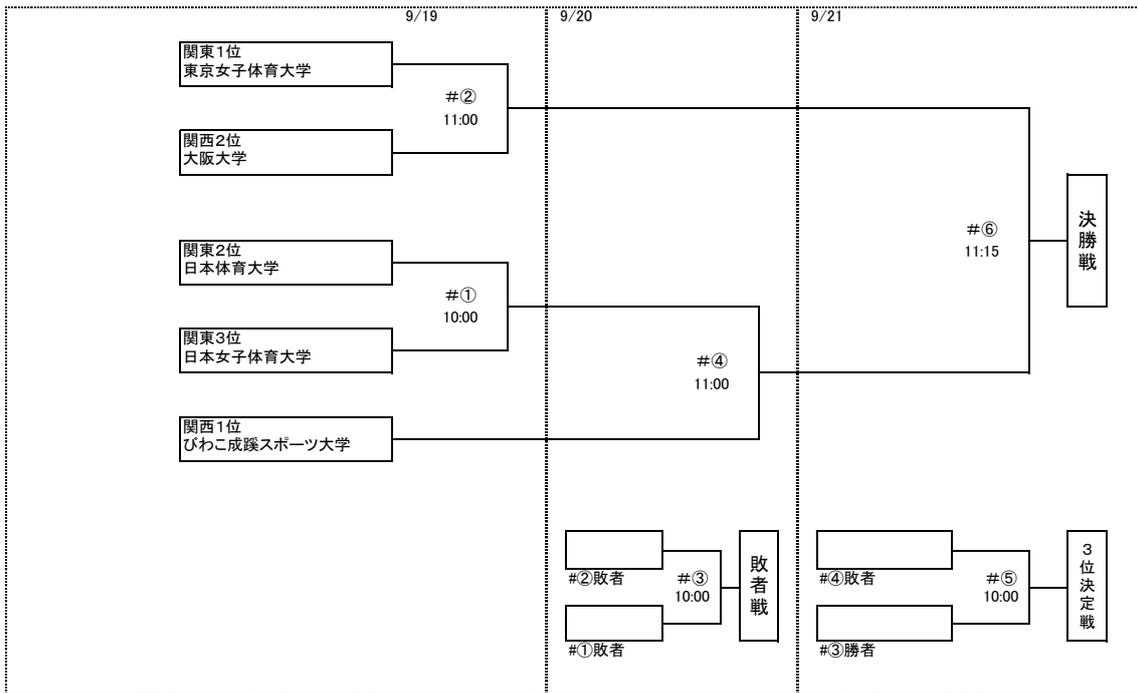 9/19
9/20
9/21
関東1位
東京女子体育大学
#②
11:00
関西2位
大阪大学
関東2位
日本体育大学
#①
10:00
関東3位
日本女子体育大学
関西1位
びわこ成蹊スポーツ大学
#④
11:00
#⑥
11:15
決勝戦
#②敗者
#③
10:00
敗者戦
#①敗者
#④敗者
#⑤
10:00
3位決定戦
#③勝者